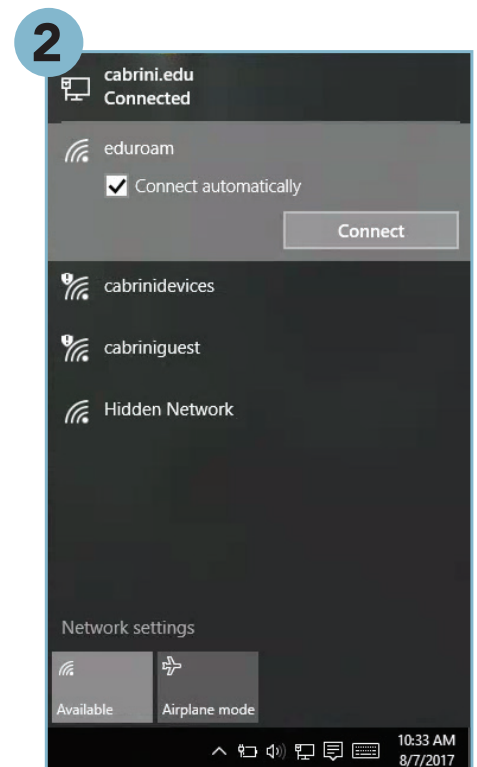 2
cabrini.edu
Connected
eduroam
Connect automatically
Connect
cabrinidevices
cabriniguest
Hidden Network
Network settings
Available
Airplane mode
10:33 AM
8/7/2017